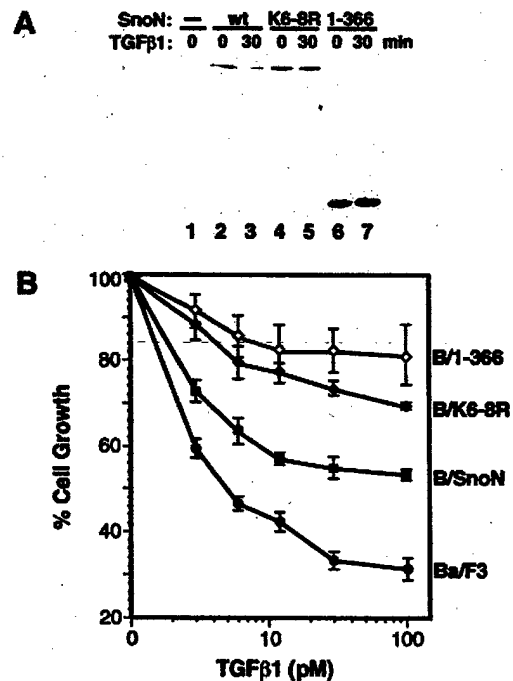 A
SnoN: — wt K6-8R 1-366
TGFβ1: 0 0 30 0 30 0 30 min
1 2 3 4 5 6 7
B
100
80
60
40
20
% Cell Growth
B/1-366
B/K6-8R
B/SnoN
Ba/F3
0 10 100
TGFβ1 (pM)